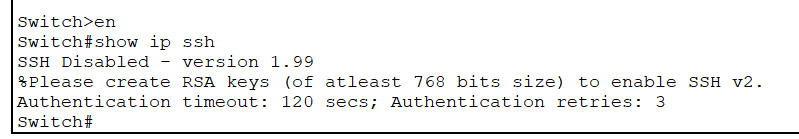 Switch>en
Switch#show ip ssh
SSH Disabled - version 1.99
%Please create RSA keys (of atleast 768 bits size) to enable SSH v2.
Authentication timeout: 120 secs; Authentication retries: 3
Switch#